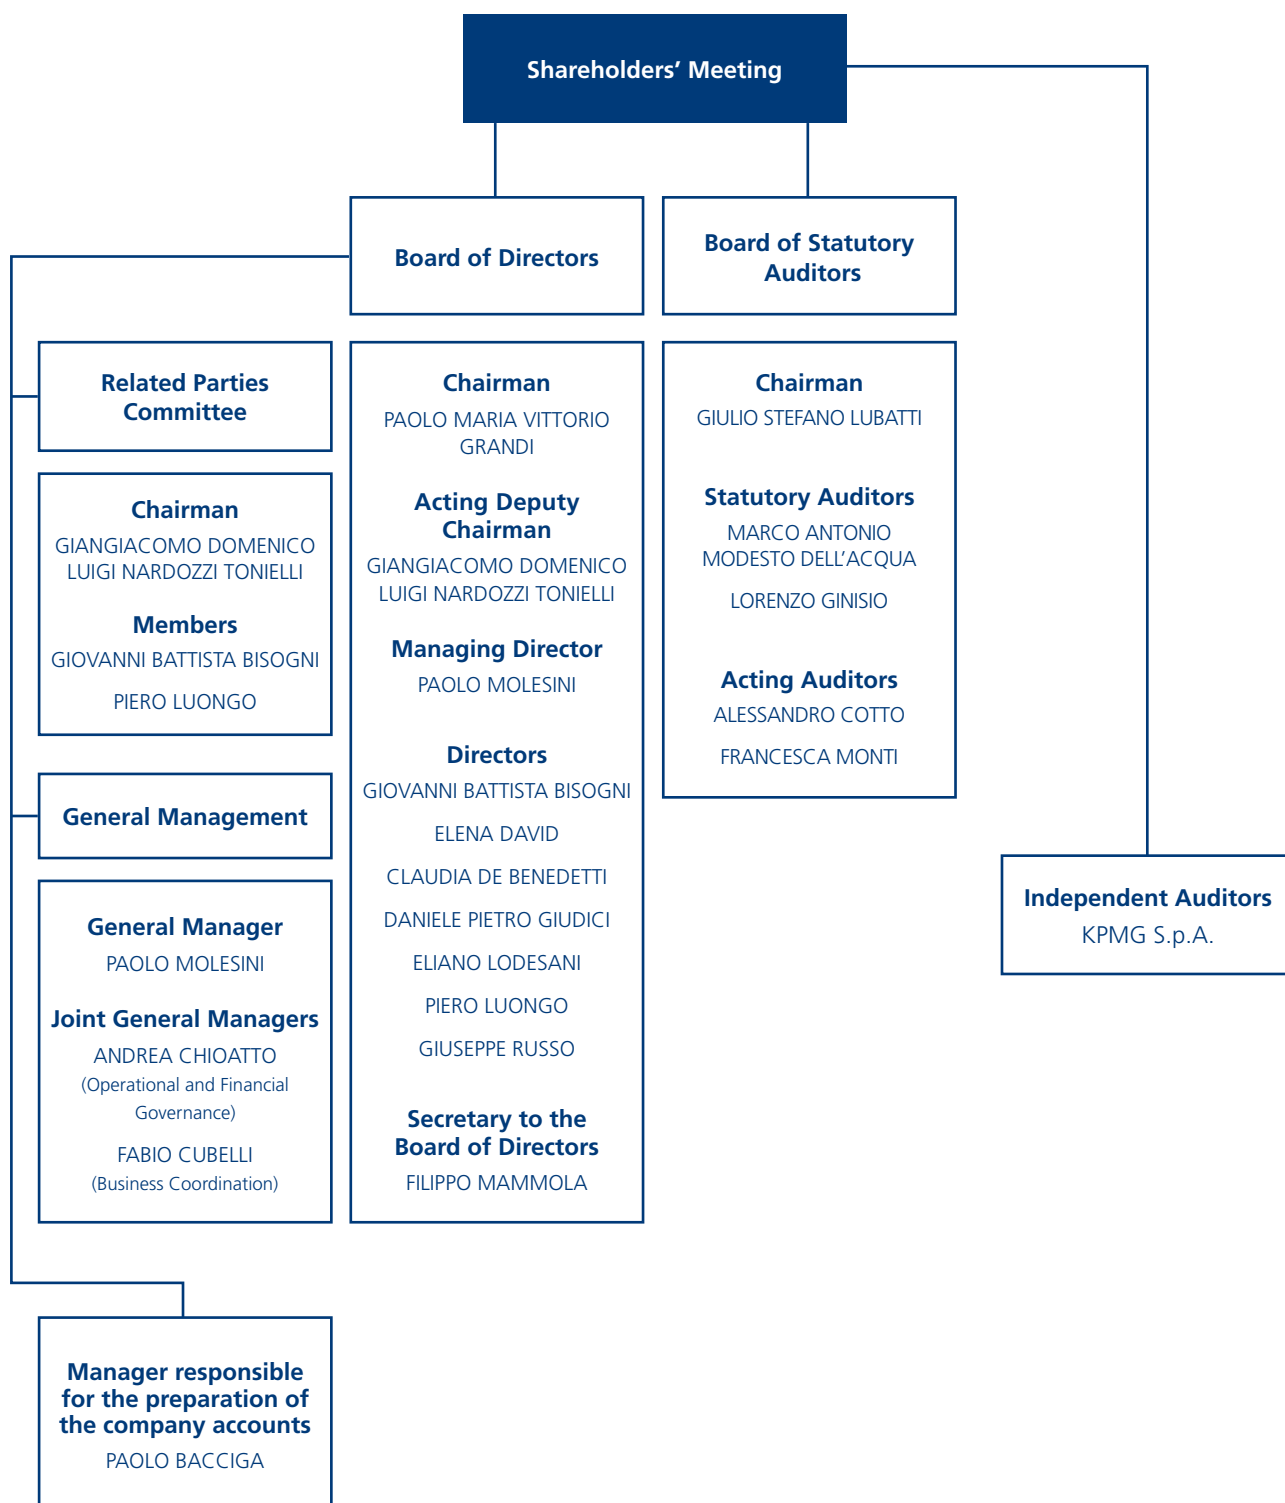 Shareholders’ Meeting
Board of Directors
Board of Statutory
Auditors
Related Parties
Committee
Chairman
GIANGIACOMO DOMENICO
LUIGI NARDOZZI TONIELLI
Members
GIOVANNI BATTISTA BISOGNI
PIERO LUONGO
General Management
General Manager
PAOLO MOLESINI
Joint General Managers
ANDREA CHIOATTO
(Operational and Financial
Governance)
FABIO CUBELLI
(Business Coordination)
Chairman
PAOLO MARIA VITTORIO
GRANDI
Acting Deputy
Chairman
GIANGIACOMO DOMENICO
LUIGI NARDOZZI TONIELLI
Managing Director
PAOLO MOLESINI
Directors
GIOVANNI BATTISTA BISOGNI
ELENA DAVID
CLAUDIA DE BENEDETTI
DANIELE PIETRO GIUDICI
ELIANO LODESANI
PIERO LUONGO
GIUSEPPE RUSSO
Secretary to the
Board of Directors
FILIPPO MAMMOLA
Chairman
GIULIO STEFANO LUBATTI
Statutory Auditors
MARCO ANTONIO
MODESTO DELL’ACQUA
LORENZO GINISIO
Acting Auditors
ALESSANDRO COTTO
FRANCESCA MONTI
Independent Auditors
KPMG S.p.A.
Manager responsible
for the preparation of
the company accounts
PAOLO BACCIGA